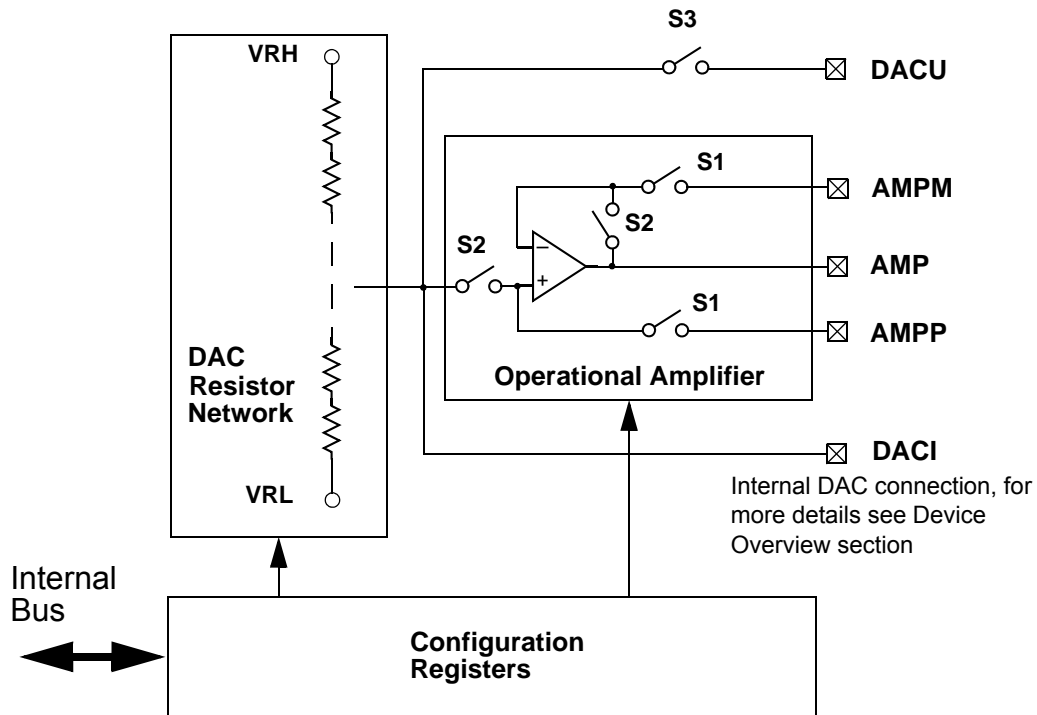 S3
VRH
DACU
S1
AMPM
S2
S2
−
AMP
+
S1
AMPP
DAC
Resistor
Network
Operational Amplifier
DACI
VRL
Internal DAC connection, for
more details see Device
Overview section
Internal
Bus
Configuration
Registers